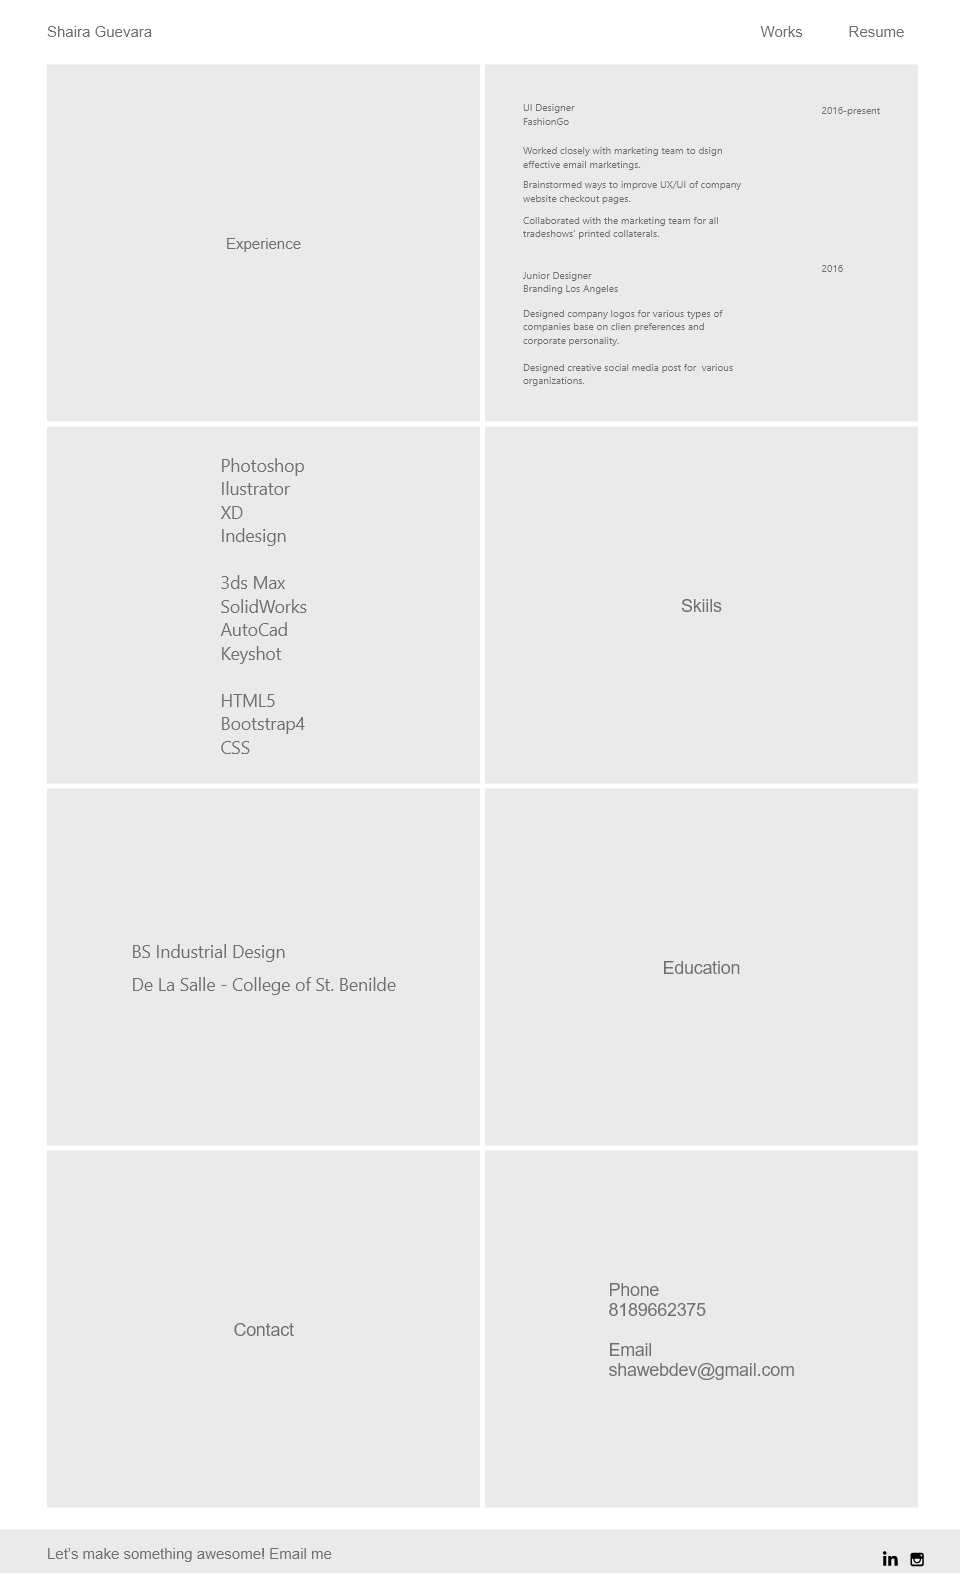 Shaira Guevara
Works
Resume
Experience
UI Designer
FashionGo
2016-present
Worked closely with marketing team to dsign
effective email marketings.
Brainstormed ways to improve UX/UI of company
website checkout pages.
Collaborated with the marketing team for all
tradeshows' printed collaterals.
2016
Junior Designer
Branding Los Angeles
Designed company logos for various types of
companies base on clien preferences and
corporate personality.
Designed creative social media post for  various
organizations.
Photoshop
Ilustrator
XD
Indesign
3ds Max
SolidWorks
AutoCad
Keyshot
HTML5
Bootstrap4
CSS
Skiils
BS Industrial Design
De La Salle - College of St. Benilde
Education
Contact
Phone
8189662375
Email
shawebdev@gmail.com
Let's make something awesome! Email me
in